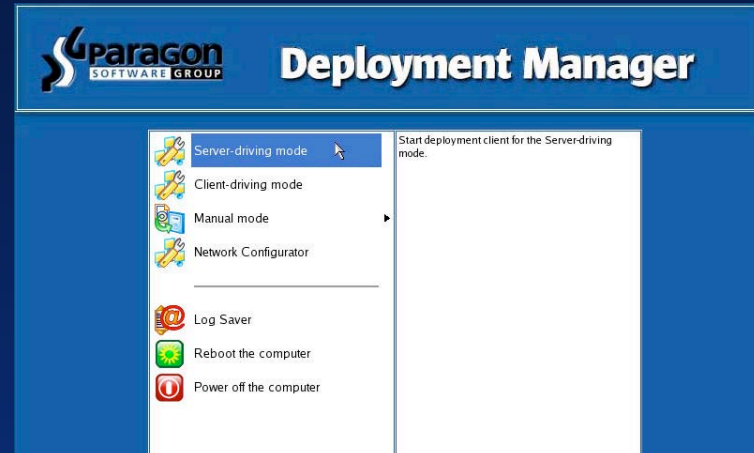 Paragon
SOFTWARE GROUP
Deployment Manager
Server-driving mode
Client-driving mode
Manual mode
Network Configurator
Log Saver
Reboot the computer
Power off the computer
Start deployment client for the Server-driving
mode.